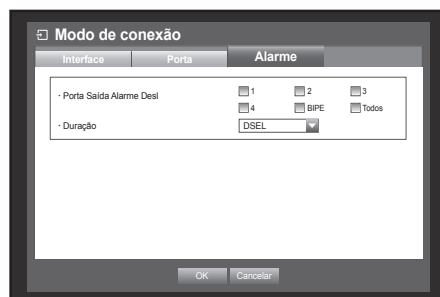 Modo de conexão
Interface Porta Alarme
· Porta Saída Alarme Desl 1 2 3
4 BIPE Todos
· Duração DSEL
OK Cancelar